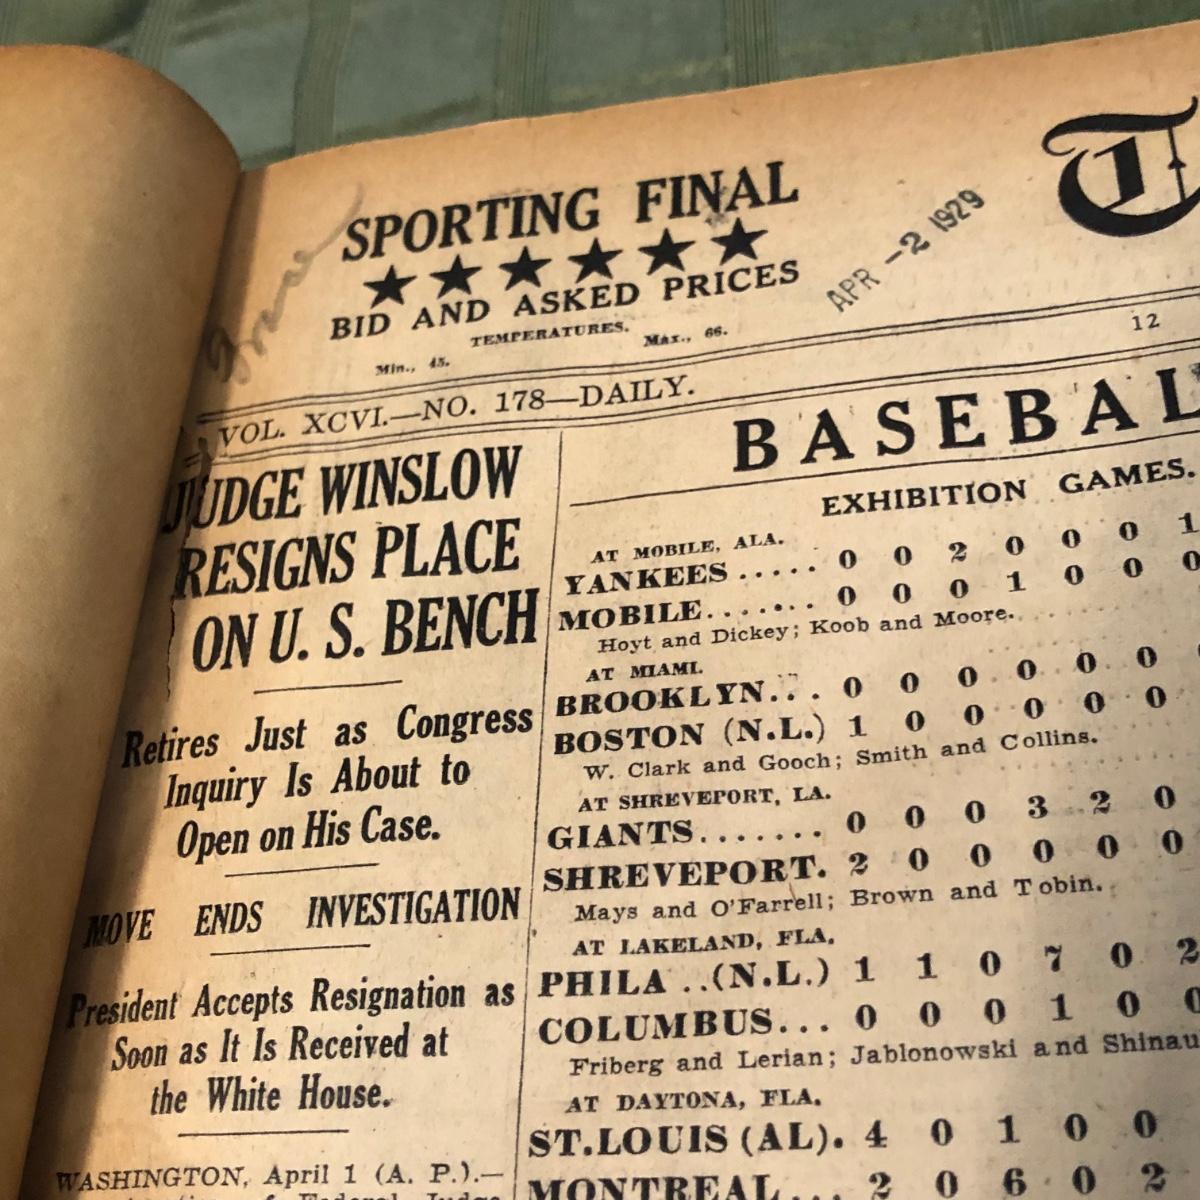 SPORTING FINAL
★★★★★★
BID AND ASKED PRICES
TEMPERATURES.
Min., 45. Max., 66.
APR -2 1929
T
12
VOL. XCVI.—NO. 178—DAILY.
JUDGE WINSLOW
RESIGNS PLACE
ON U. S. BENCH
Retires Just as Congress
Inquiry Is About to
Open on His Case.
MOVE ENDS INVESTIGATION
President Accepts Resignation as
Soon as It Is Received at
the White House.
WASHINGTON, April 1 (A. P.).—
of Federal Judge
BASEBAL
EXHIBITION GAMES.
AT MOBILE, ALA.
YANKEES ..... 0 0 2 0 0 0 1
MOBILE....... 0 0 0 1 0 0 0
Hoyt and Dickey; Koob and Moore.
AT MIAMI.
BROOKLYN... 0 0 0 0 0 0
BOSTON (N.L.) 1 0 0 0 0 0
W. Clark and Gooch; Smith and Collins.
AT SHREVEPORT, LA.
GIANTS....... 0 0 0 3 2 0
SHREVEPORT. 2 0 0 0 0 0
Mays and O'Farrell; Brown and Tobin.
AT LAKELAND, FLA.
PHILA ..(N.L.) 1 1 0 7 0 2
COLUMBUS... 0 0 0 1 0 0
Friberg and Lerian; Jablonowski and Shinau
AT DAYTONA, FLA.
ST.LOUIS (AL). 4 0 1 0 0
MONTREAL... 2 0 6 0 2